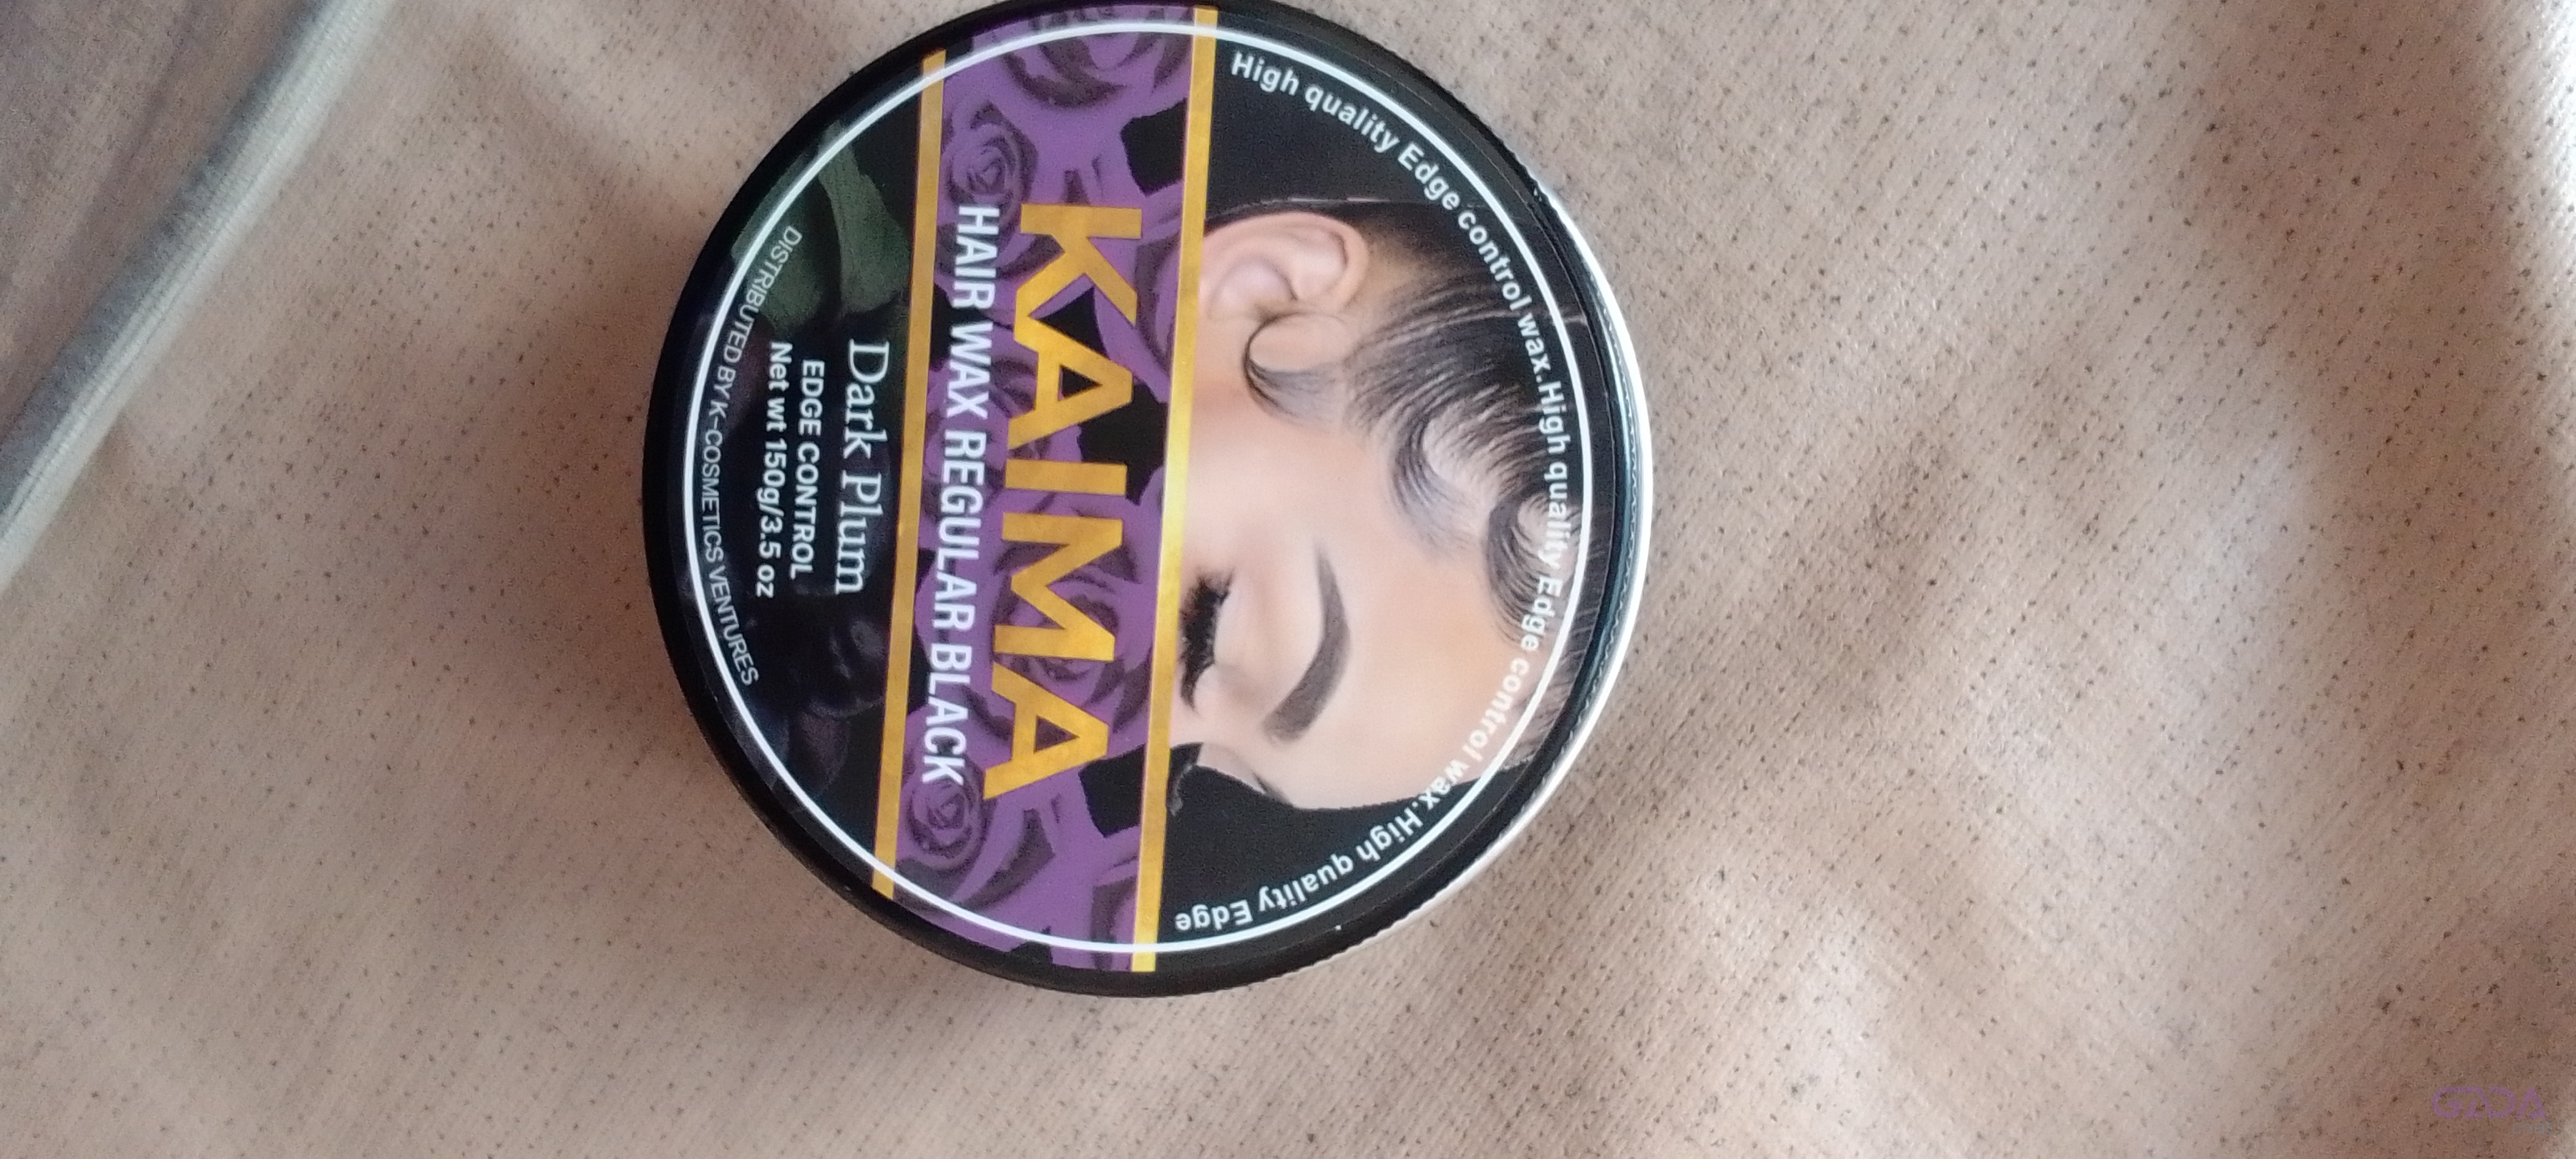 High quality Edge control wax.High quality Edge control wax.High quality Edge
KAIMA
HAIR WAX REGULAR BLACK
Dark Plum
EDGE CONTROL
Net wt 150g/3.5 oz
DISTRIBUTED BY K-COSMETICS VENTURES